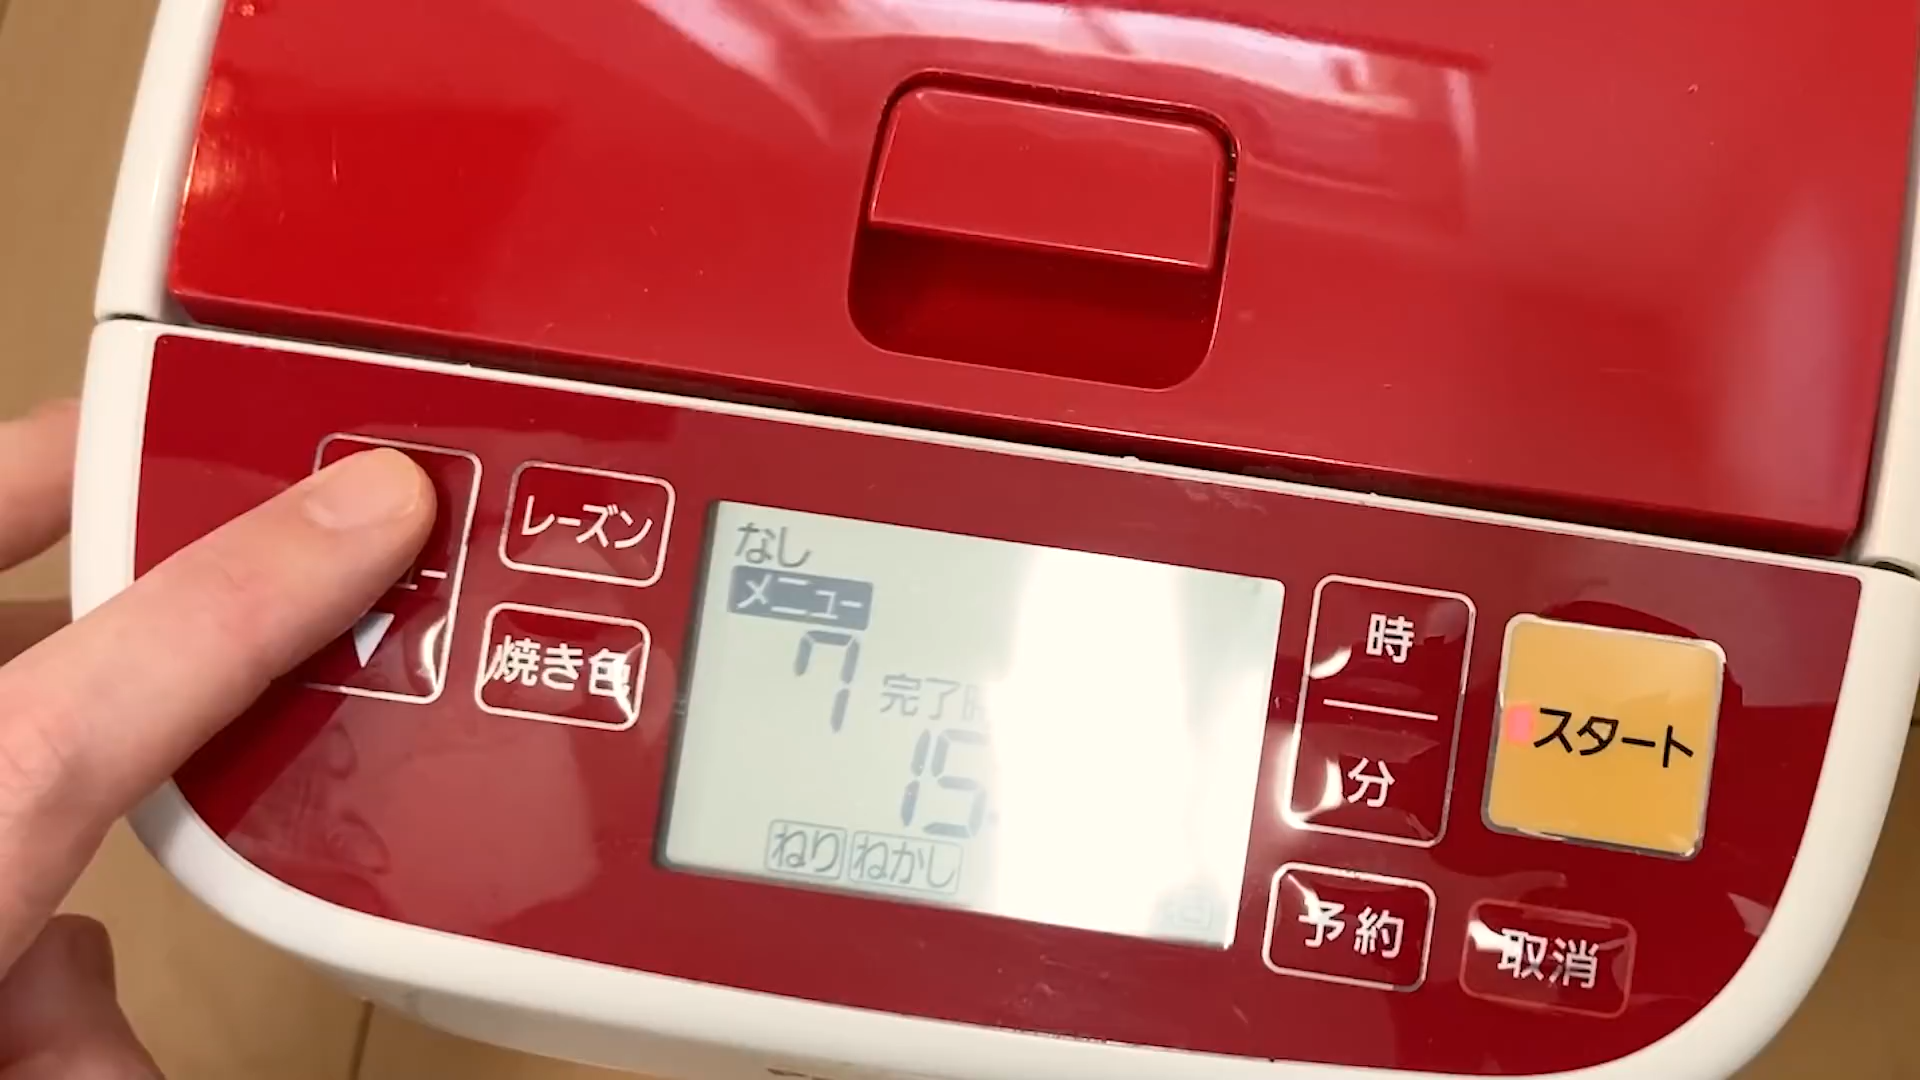 レーズン
焼き色
なし
メニュー
7
完了時
15
ねり ねかし
時
分
スタート
予約
取消